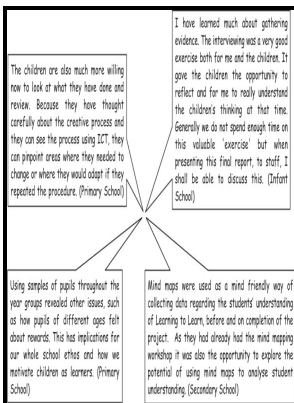 I have learned much about gathering
evidence. The interviewing was a very good
exercise both for me and the children. It
gave the children the opportunity to
reflect and for me to really understand
the children's thinking at that time.
Generally we do not spend enough time on
this valuable 'exercise' but when
presenting this final report, to staff, I
shall be able to discuss this. (Infant
School)
The children are also much more willing
now to look at what they have done and
review. Because they have thought
carefully about the creative process and
they can see the process using ICT, they
can pinpoint areas where they needed to
change or where they would adapt if they
repeated the procedure. (Primary School)
Using samples of pupils throughout the
year groups revealed other issues, such
as how pupils of different ages felt
about rewards. This has implications for
our whole school ethos and how we
motivate children as learners. (Primary
School)
Mind maps were used as a mind friendly way of
collecting data regarding the students' understanding
of Learning to Learn, before and on completion of the
project. As they had already had the mind mapping
workshop it was also the opportunity to explore the
potential of using mind maps to analyse student
understanding. (Secondary School)